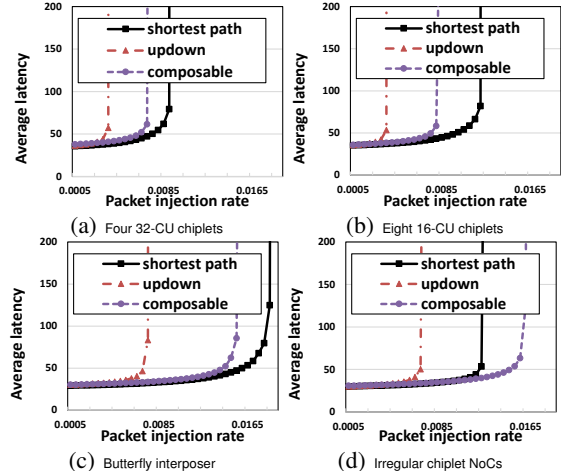 200
150
100
50
0
Average latency
shortest path
updown
composable
0.0005 0.0085 0.0165
Packet injection rate
(a) Four 32-CU chiplets
200
150
100
50
0
Average latency
shortest path
updown
composable
0.0005 0.0085 0.0165
Packet injection rate
(b) Eight 16-CU chiplets
200
150
100
50
0
Average latency
shortest path
updown
composable
0.0005 0.0085 0.0165
Packet injection rate
(c) Butterfly interposer
200
150
100
50
0
Average latency
shortest path
updown
composable
0.0005 0.0085 0.0165
Packet injection rate
(d) Irregular chiplet NoCs